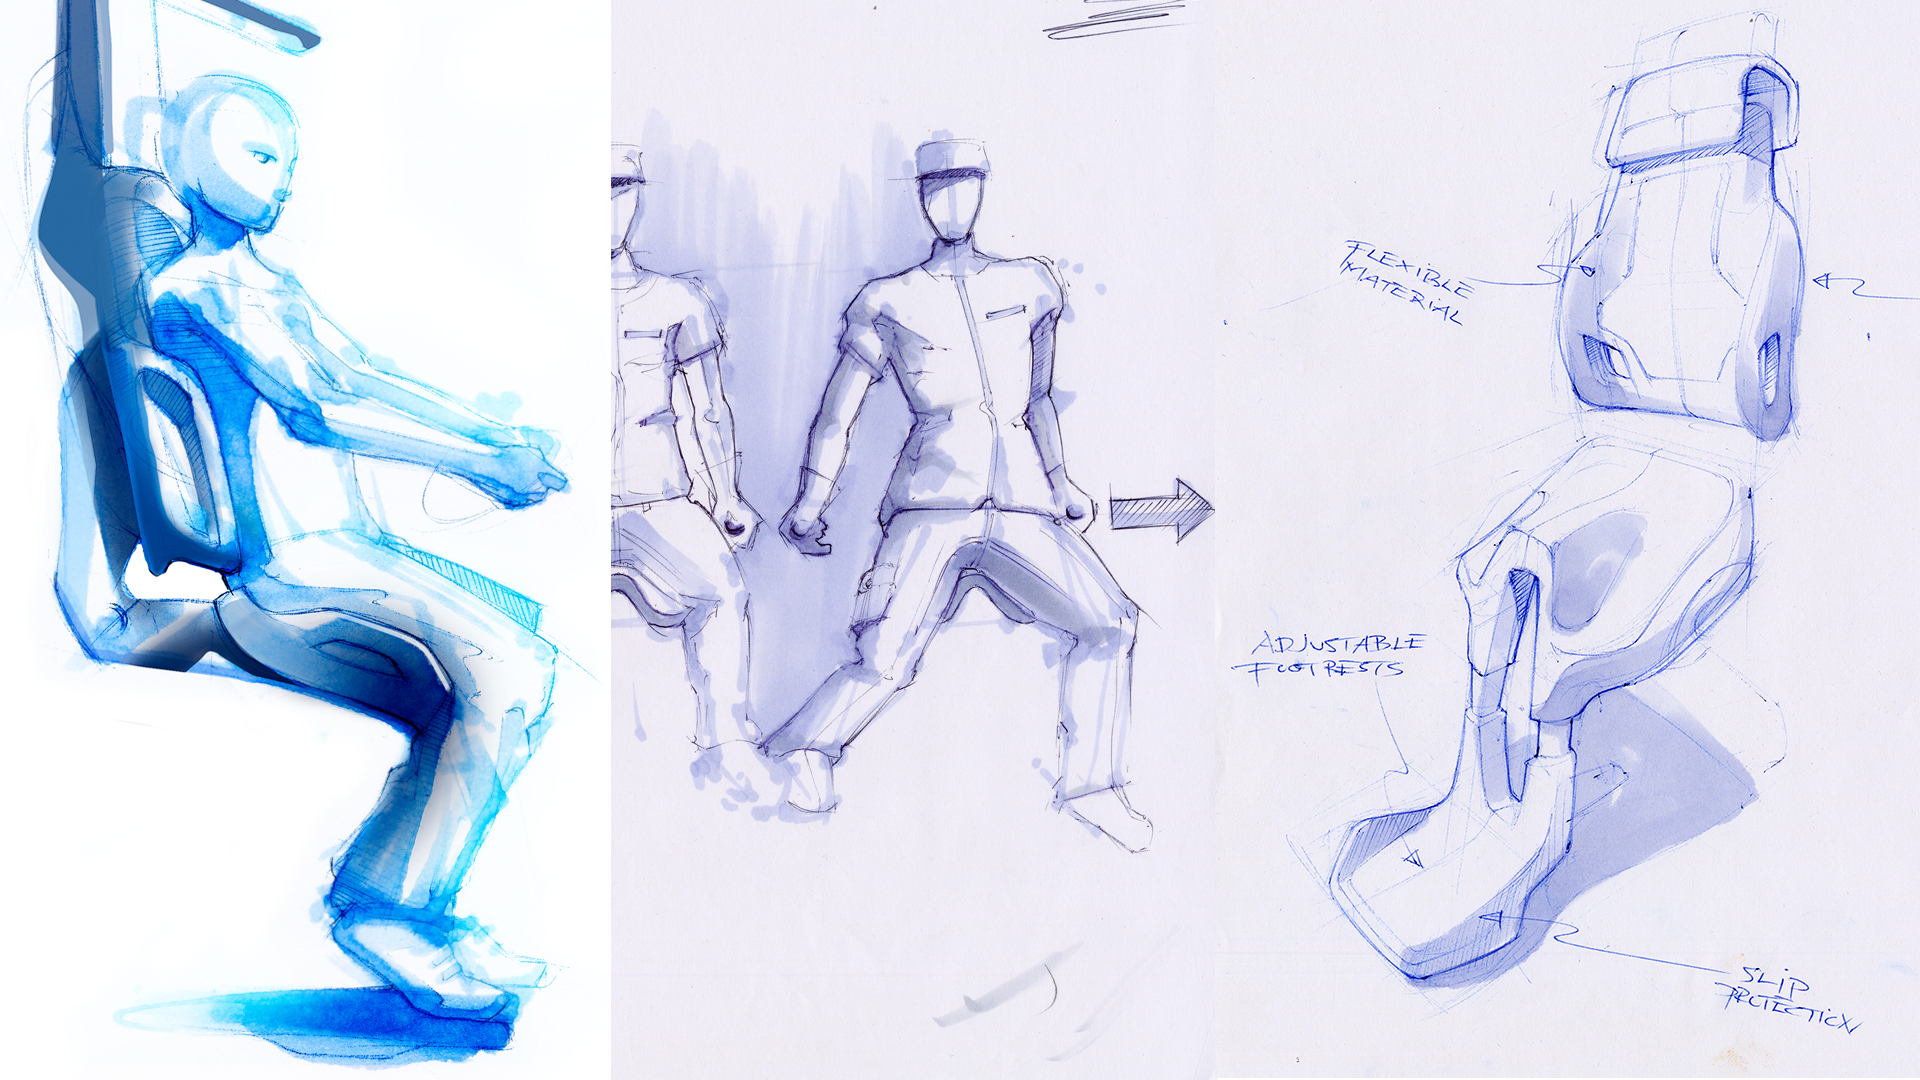 FLEXIBLE
MATERIAL
ADJUSTABLE
FOOTRESTS
SLIP
PROTECTION